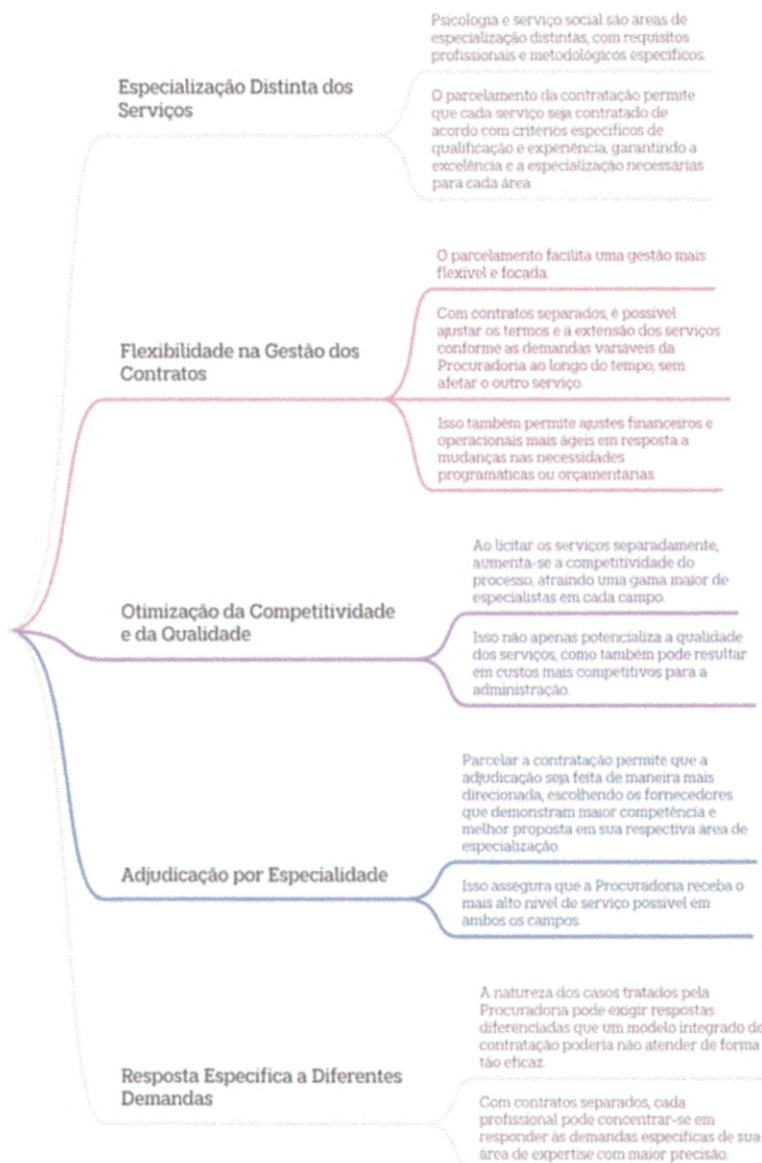 Psicologia e serviço social são áreas de
especialização distintas, com requisitos
profissionais e metodológicos específicos.
Especialização Distinta dos
Serviços
O parcelamento da contratação permite
que cada serviço seja contratado de
acordo com critérios específicos de
qualificação e experiência, garantindo a
excelência e a especialização necessárias
para cada área.
O parcelamento facilita uma gestão mais
flexível e focada.
Flexibilidade na Gestão dos
Contratos
Com contratos separados, é possível
ajustar os termos e a extensão dos serviços
conforme as demandas variáveis da
Procuradoria ao longo do tempo, sem
afetar o outro serviço.
Isso também permite ajustes financeiros e
operacionais mais ágeis em resposta a
mudanças nas necessidades
programáticas ou orçamentárias.
Ao licitar os serviços separadamente,
aumenta-se a competitividade do
processo, atraindo uma gama maior de
especialistas em cada campo.
Otimização da Competitividade
e da Qualidade
Isso não apenas potencializa a qualidade
dos serviços, como também pode resultar
em custos mais competitivos para a
administração.
Parcelar a contratação permite que a
adjudicação seja feita de maneira mais
direcionada, escolhendo os fornecedores
que demonstram maior competência e
melhor proposta em sua respectiva área de
especialização.
Adjudicação por Especialidade
Isso assegura que a Procuradoria receba o
mais alto nível de serviço possível em
ambos os campos.
A natureza dos casos tratados pela
Procuradoria pode exigir respostas
diferenciadas que um modelo integrado de
contratação poderia não atender de forma
tão eficaz.
Resposta Específica a Diferentes
Demandas
Com contratos separados, cada
profissional pode concentrar-se em
responder às demandas específicas de sua
área de expertise com maior precisão.